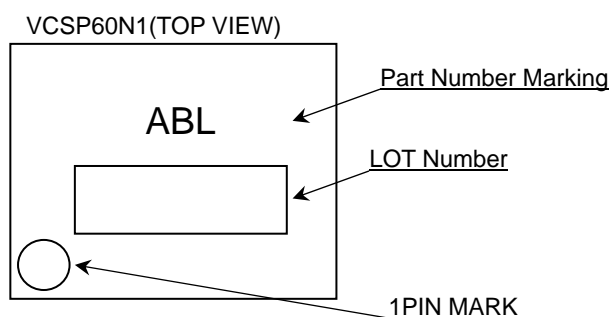 VCSP60N1(TOP VIEW)
Part Number Marking
ABL
LOT Number
1PIN MARK